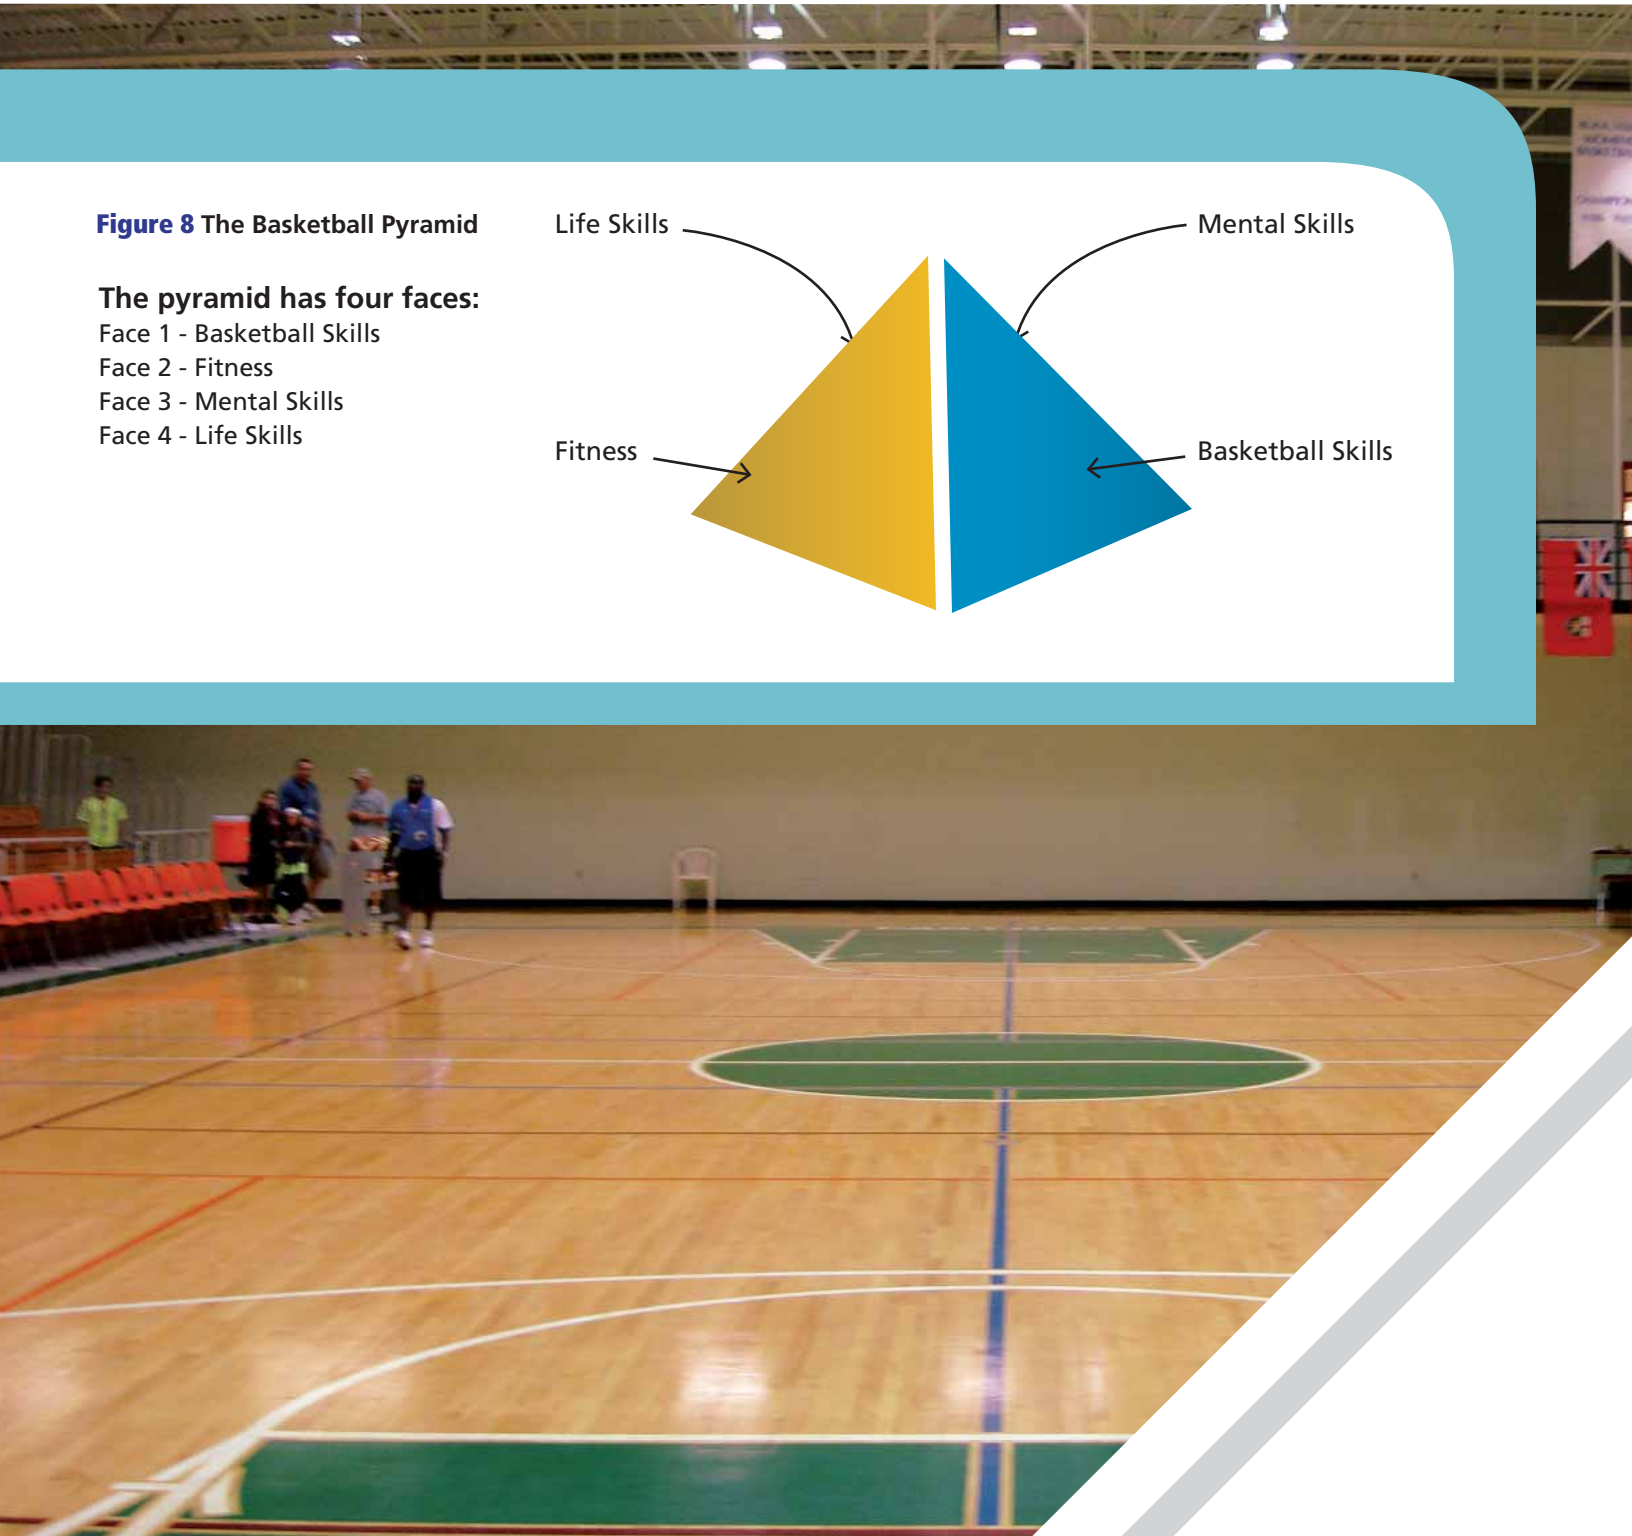 Figure 8 The Basketball Pyramid
The pyramid has four faces:
Face 1 - Basketball Skills
Face 2 - Fitness
Face 3 - Mental Skills
Face 4 - Life Skills
Life Skills
Mental Skills
Fitness
Basketball Skills